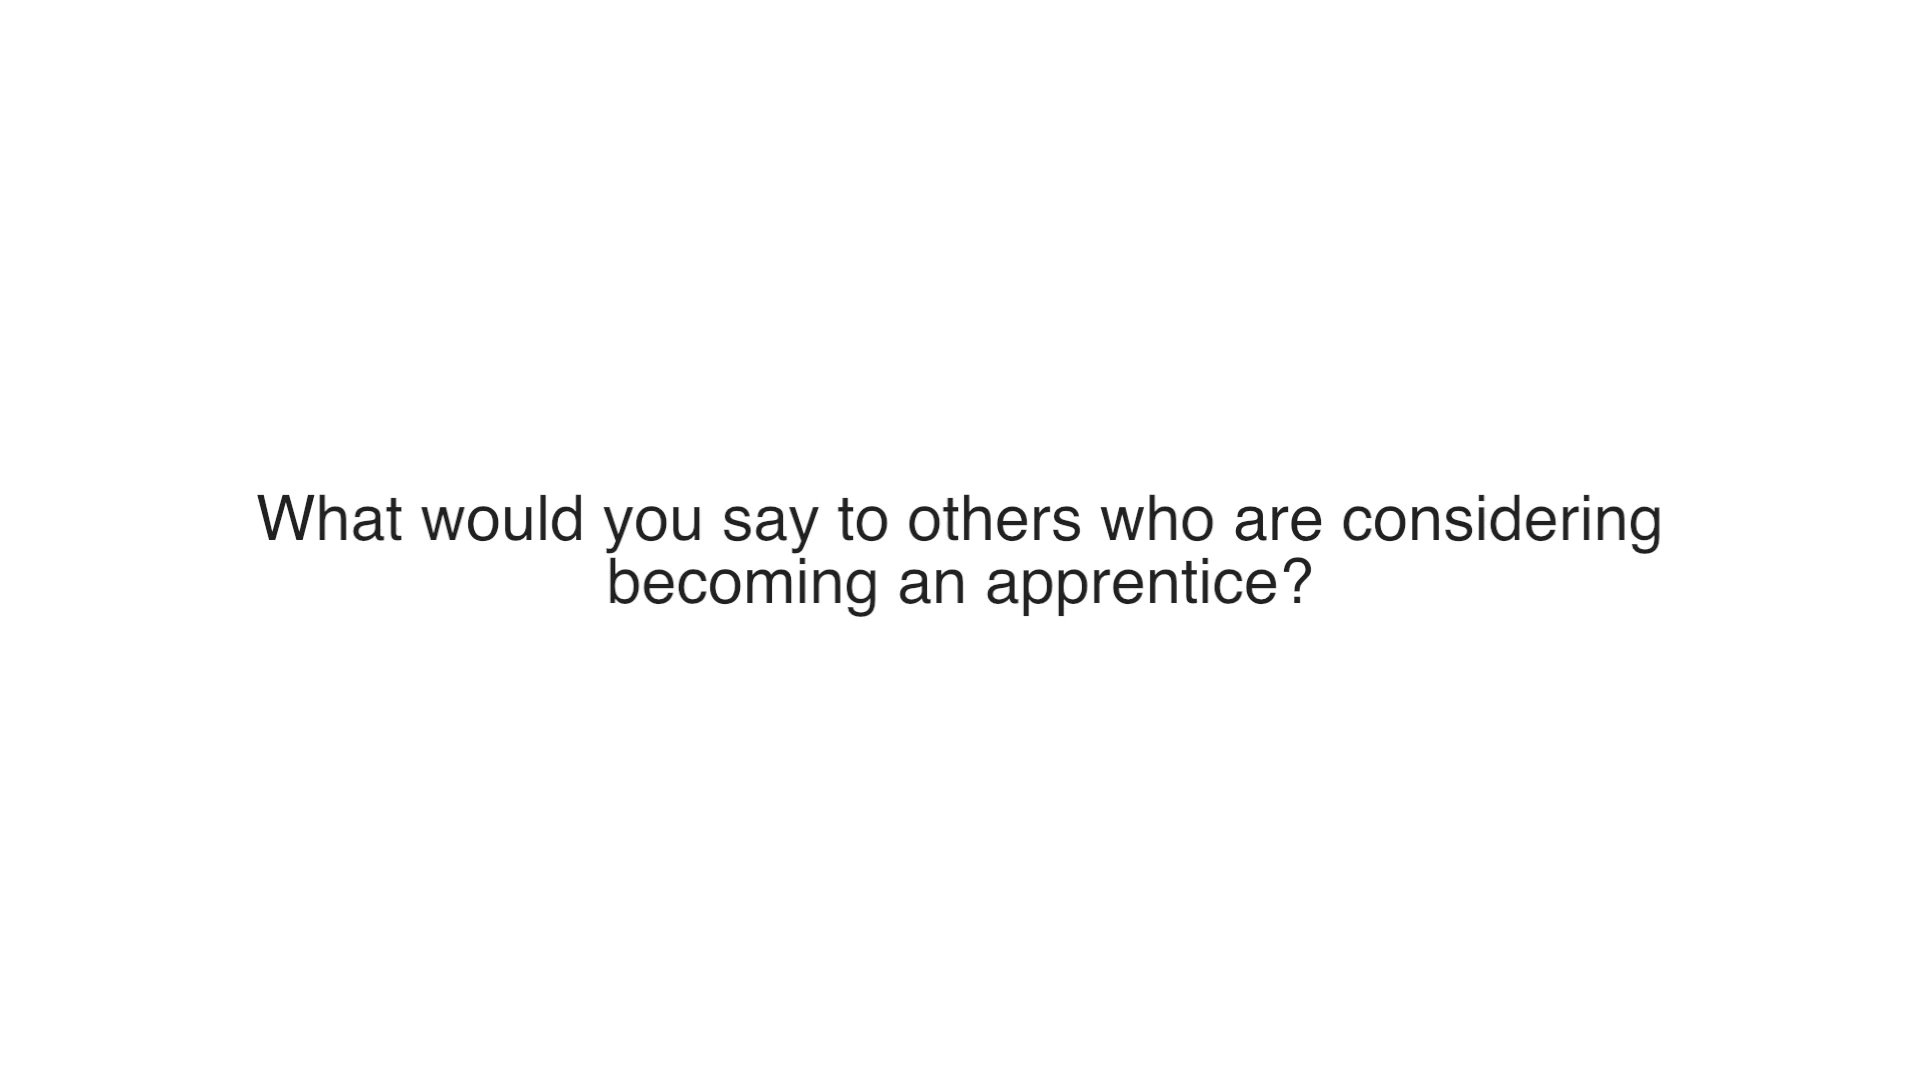 What would you say to others who are considering
becoming an apprentice?